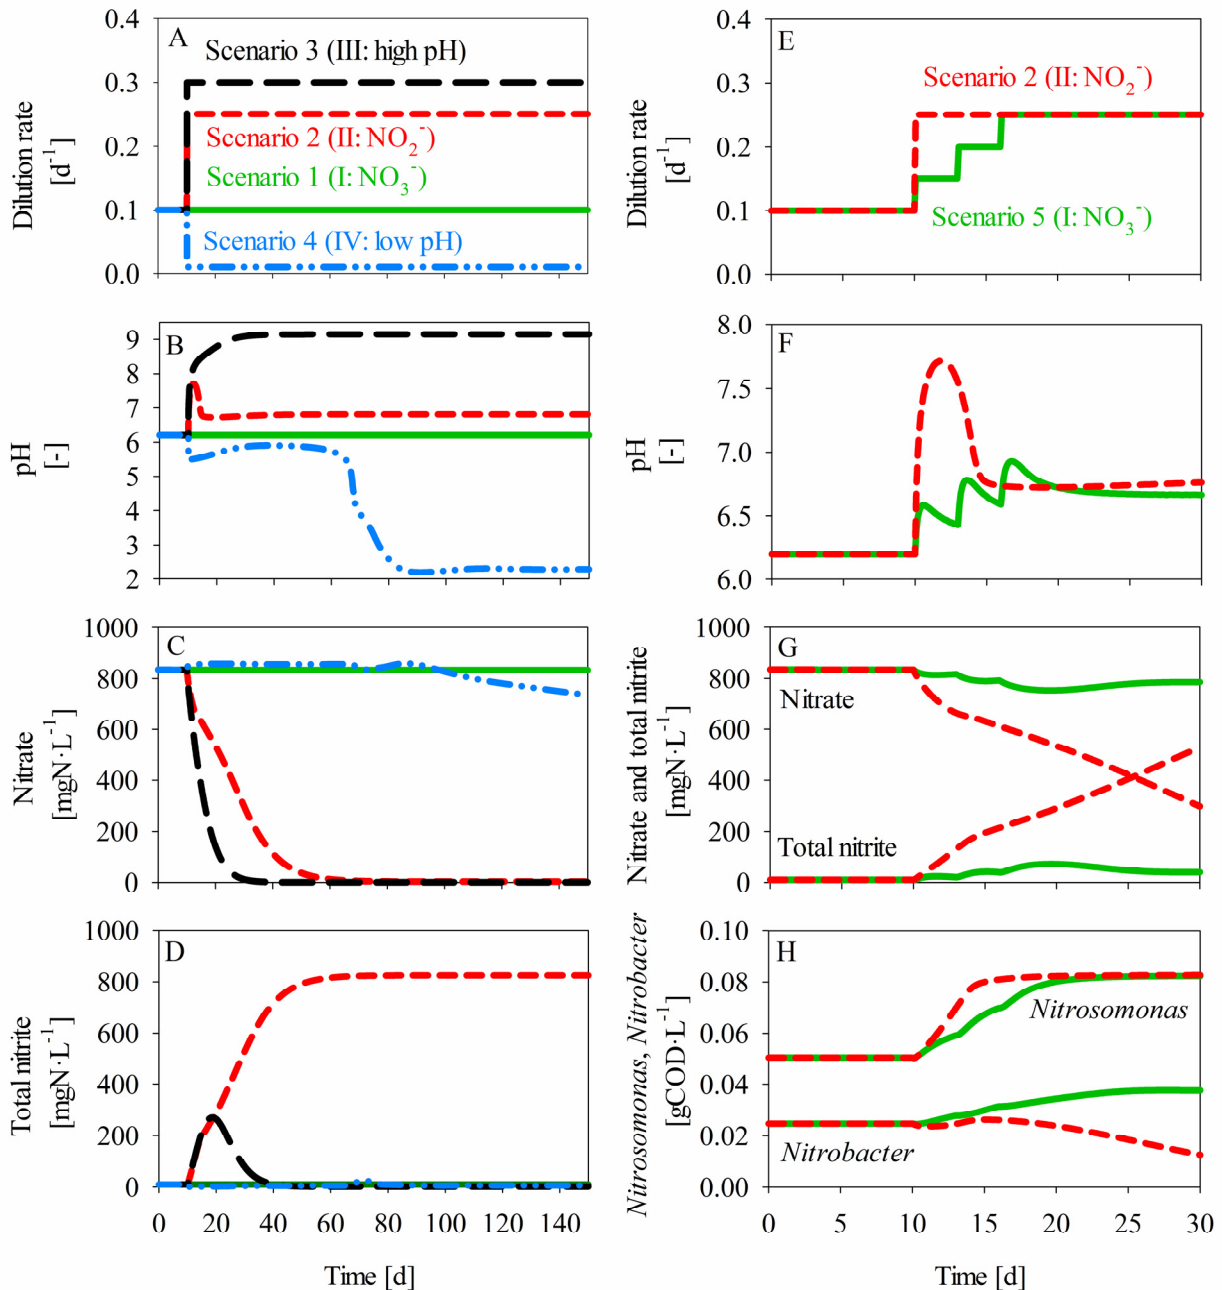 A
Scenario 3 (III: high pH)
Scenario 2 (II: NO₂⁻)
Scenario 1 (I: NO₃⁻)
Scenario 4 (IV: low pH)
0.4
0.3
0.2
0.1
0.0
Dilution rate
[d⁻¹]
E
Scenario 2 (II: NO₂⁻)
Scenario 5 (I: NO₃⁻)
0.4
0.3
0.2
0.1
0.0
Dilution rate
[d⁻¹]
B
9
8
7
6
5
4
3
2
pH
[-]
F
8.0
7.5
7.0
6.5
6.0
pH
[-]
C
1000
800
600
400
200
0
Nitrate
[mgN·L⁻¹]
G
Nitrate
Total nitrite
1000
800
600
400
200
0
Nitrate and total nitrite
[mgN·L⁻¹]
D
1000
800
600
400
200
0
Total nitrite
[mgN·L⁻¹]
0 20 40 60 80 100 120 140
Time [d]
H
Nitrosomonas
Nitrobacter
0.10
0.08
0.06
0.04
0.02
0.00
Nitrosomonas, Nitrobacter
[gCOD·L⁻¹]
0 5 10 15 20 25 30
Time [d]